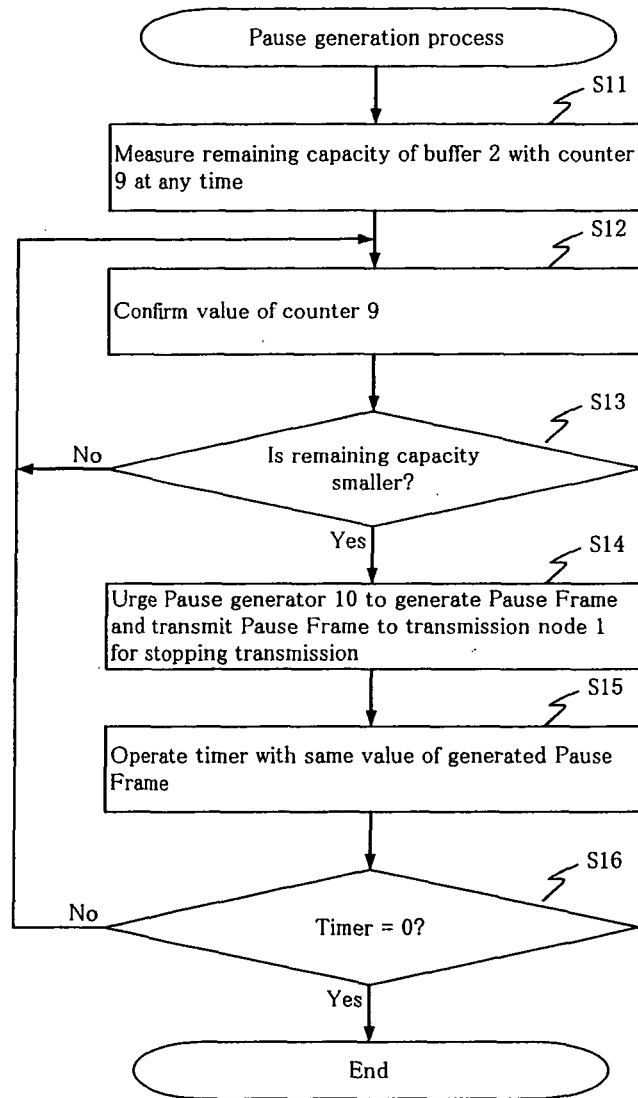 Pause generation process
S11
Measure remaining capacity of buffer 2 with counter
9 at any time
S12
Confirm value of counter 9
S13
No
Is remaining capacity
smaller?
Yes
S14
Urge Pause generator 10 to generate Pause Frame
and transmit Pause Frame to transmission node 1
for stopping transmission
S15
Operate timer with same value of generated Pause
Frame
S16
No
Timer = 0?
Yes
End